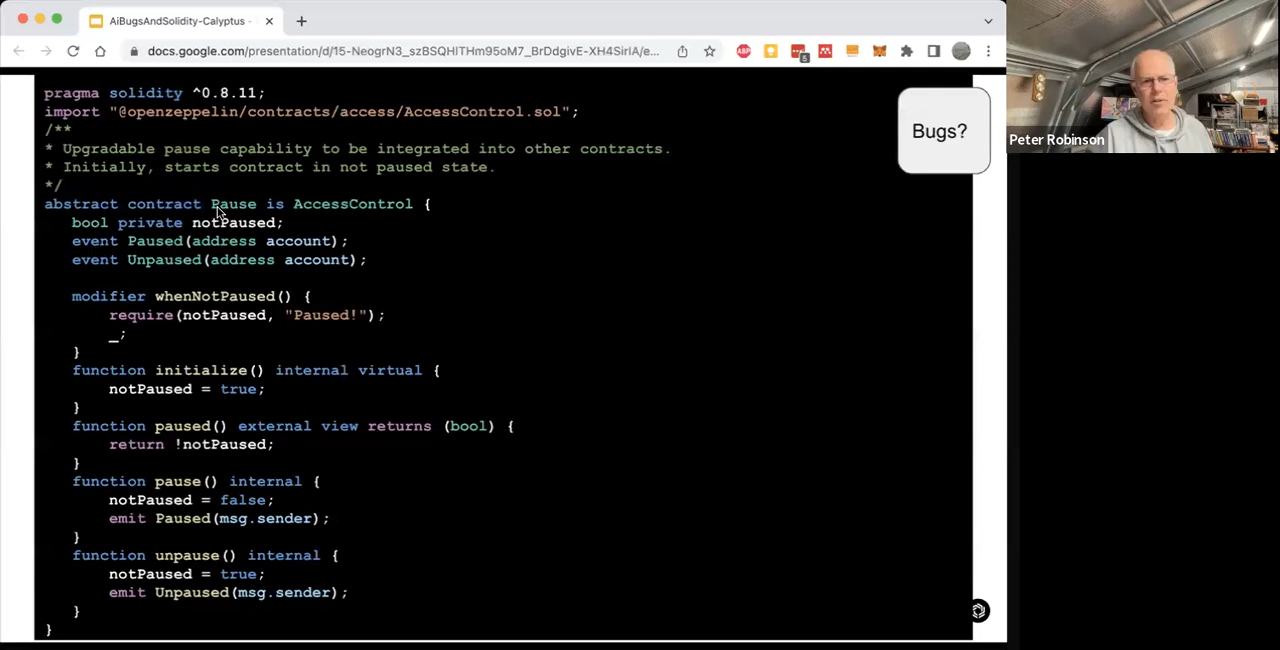 AiBugsAndSolidity-Calyptus -
docs.google.com/presentation/d/15-NeogrN3_szBSQHlTHm95oM7_BrDdgivE-XH4SirIA/e...
ABP
5
pragma solidity ^0.8.11;
import "@openzeppelin/contracts/access/AccessControl.sol";
/**
* Upgradable pause capability to be integrated into other contracts.
* Initially, starts contract in not paused state.
*/
abstract contract Pause is AccessControl {
bool private notPaused;
event Paused(address account);
event Unpaused(address account);
modifier whenNotPaused() {
require(notPaused, "Paused!");
_;
}
function initialize() internal virtual {
notPaused = true;
}
function paused() external view returns (bool) {
return !notPaused;
}
function pause() internal {
notPaused = false;
emit Paused(msg.sender);
}
function unpause() internal {
notPaused = true;
emit Unpaused(msg.sender);
}
}
Bugs?
Peter Robinson